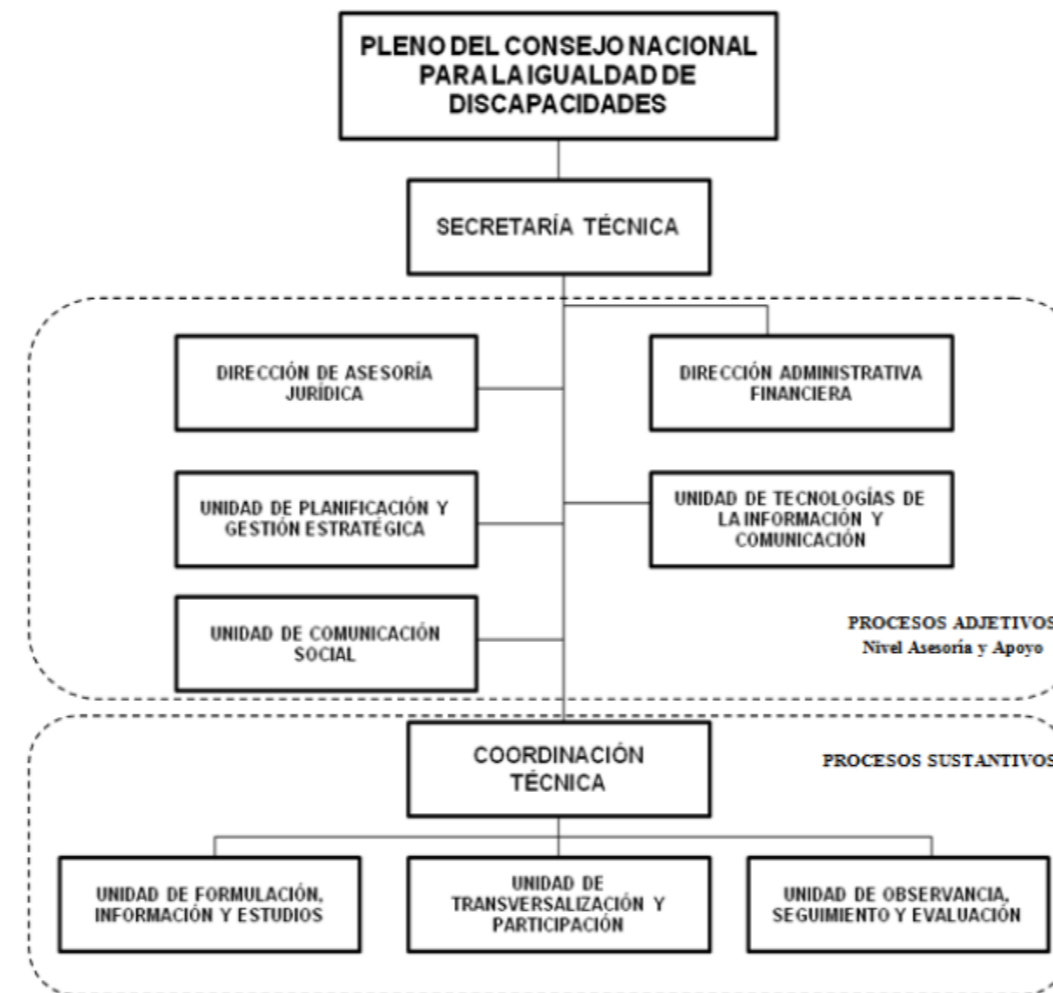 PLENO DEL CONSEJO NACIONAL
PARA LA IGUALDAD DE
DISCAPACIDADES
SECRETARÍA TÉCNICA
DIRECCIÓN DE ASESORÍA
JURÍDICA
DIRECCIÓN ADMINISTRATIVA
FINANCIERA
UNIDAD DE PLANIFICACIÓN Y
GESTIÓN ESTRATÉGICA
UNIDAD DE TECNOLOGÍAS DE
LA INFORMACIÓN Y
COMUNICACIÓN
UNIDAD DE COMUNICACIÓN
SOCIAL
PROCESOS ADJETIVOS
Nivel Asesoría y Apoyo
COORDINACIÓN
TÉCNICA
PROCESOS SUSTANTIVOS
UNIDAD DE FORMULACIÓN,
INFORMACIÓN Y ESTUDIOS
UNIDAD DE
TRANSVERSALIZACIÓN Y
PARTICIPACIÓN
UNIDAD DE OBSERVANCIA,
SEGUIMIENTO Y EVALUACIÓN